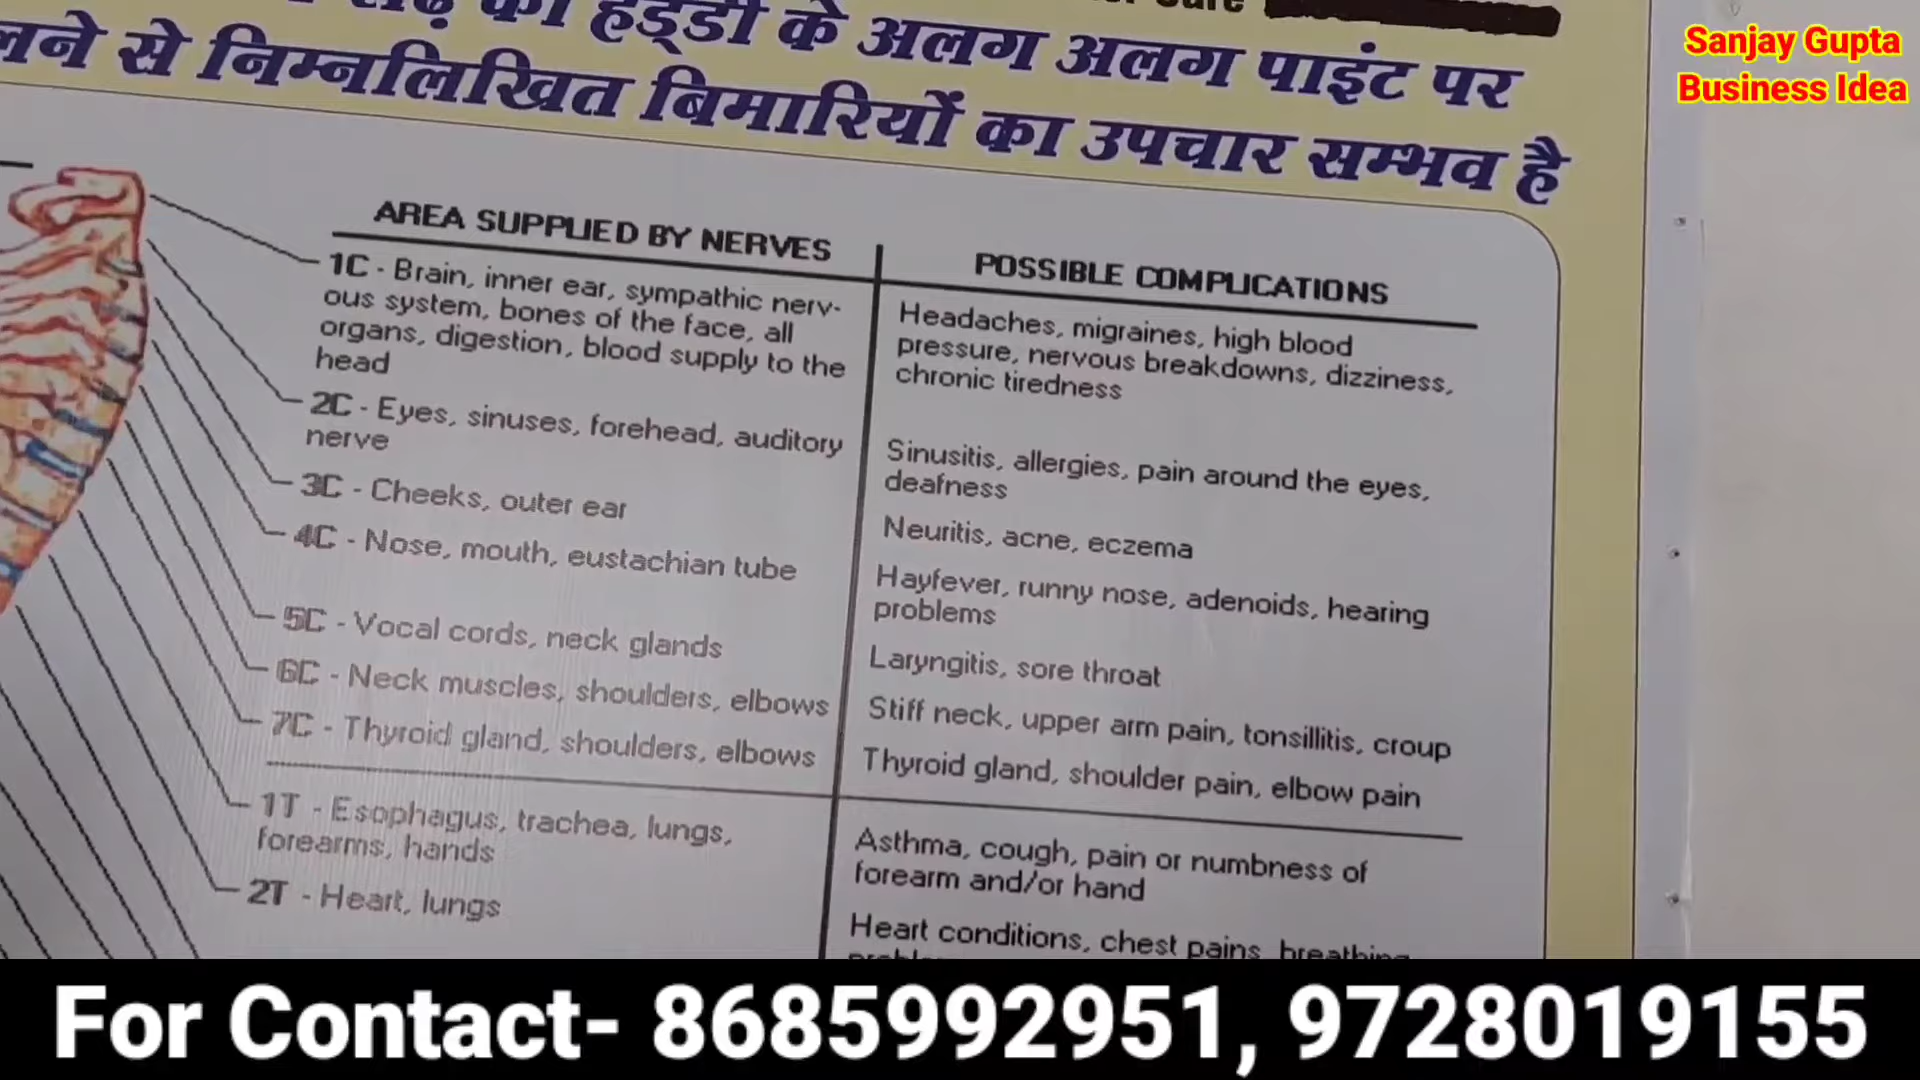 की हड्डी के अलग अलग पाइंट पर
से निम्नलिखित बिमारियों का उपचार सम्भव है
Sanjay Gupta
Business Idea
AREA SUPPLIED BY NERVES
1C - Brain, inner ear, sympathic nerv-
ous system, bones of the face, all
organs, digestion, blood supply to the
head
2C - Eyes, sinuses, forehead, auditory
nerve
3C - Cheeks, outer ear
4C - Nose, mouth, eustachian tube
5C - Vocal cords, neck glands
6C - Neck muscles, shoulders, elbows
7C - Thyroid gland, shoulders, elbows
1T - Esophagus, trachea, lungs,
forearms, hands
2T - Heart, lungs
POSSIBLE COMPLICATIONS
Headaches, migraines, high blood
pressure, nervous breakdowns, dizziness,
chronic tiredness
Sinusitis, allergies, pain around the eyes,
deafness
Neuritis, acne, eczema
Hayfever, runny nose, adenoids, hearing
problems
Laryngitis, sore throat
Stiff neck, upper arm pain, tonsillitis, croup
Thyroid gland, shoulder pain, elbow pain
Asthma, cough, pain or numbness of
forearm and/or hand
Heart conditions, chest pains, breathing
For Contact- 8685992951, 9728019155